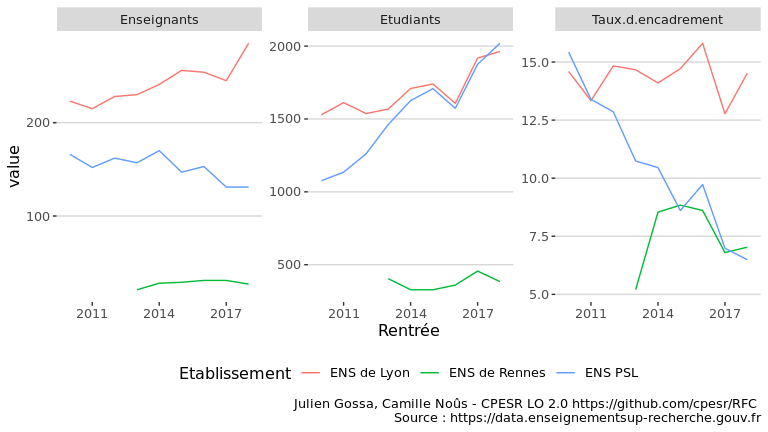 Enseignants
Etudiants
Taux.d.encadrement
value
200
100
2000
1500
1000
500
15.0
12.5
10.0
7.5
5.0
2011 2014 2017
2011 2014 2017
2011 2014 2017
Rentrée
Etablissement ENS de Lyon ENS de Rennes ENS PSL
Julien Gossa, Camille Noûs - CPESR LO 2.0 https://github.com/cpesr/RFC
Source : https://data.enseignementsup-recherche.gouv.fr